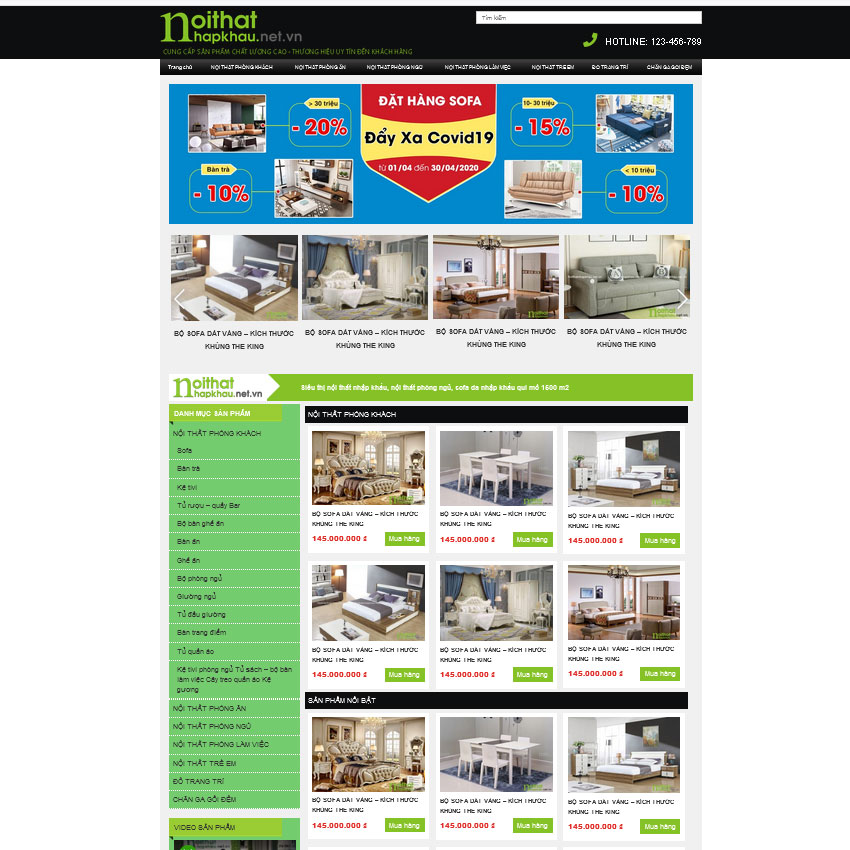 noithat
nhapkhau.net.vn
CUNG CẤP SẢN PHẨM CHẤT LƯỢNG CAO - THƯƠNG HIỆU UY TÍN ĐẾN KHÁCH HÀNG
Tìm kiếm
HOTLINE: 123-456-789
Trang chủ NỘI THẤT PHÒNG KHÁCH NỘI THẤT PHÒNG ĂN NỘI THẤT PHÒNG NGỦ NỘI THẤT PHÒNG LÀM VIỆC NỘI THẤT TRẺ EM ĐỒ TRANG TRÍ CHĂN GA GỐI ĐỆM
> 30 triệu
- 20%
Bàn trà
- 10%
ĐẶT HÀNG SOFA
Đẩy Xa Covid19
từ 01/04 đến 30/04/2020
10- 30 triệu
- 15%
< 10 triệu
- 10%
BỘ SOFA DÁT VÀNG – KÍCH THƯỚC
KHỦNG THE KING
BỘ SOFA DÁT VÀNG – KÍCH THƯỚC
KHỦNG THE KING
BỘ SOFA DÁT VÀNG – KÍCH THƯỚC
KHỦNG THE KING
BỘ SOFA DÁT VÀNG – KÍCH THƯỚC
KHỦNG THE KING
noithat
nhapkhau.net.vn
Siêu thị nội thất nhập khẩu, nội thất phòng ngủ, sofa da nhập khẩu qui mô 1500 m2
DANH MỤC SẢN PHẨM
NỘI THẤT PHÒNG KHÁCH
Sofa
Bàn trà
Kệ tivi
Tủ rượu – quầy Bar
Bộ bàn ghế ăn
Bàn ăn
Ghế ăn
Bộ phòng ngủ
Giường ngủ
Tủ đầu giường
Bàn trang điểm
Tủ quần áo
Kệ tivi phòng ngủ Tủ sách – bộ bàn
làm việc Cây treo quần áo Kệ
gương
NỘI THẤT PHÒNG ĂN
NỘI THẤT PHÒNG NGỦ
NỘI THẤT PHÒNG LÀM VIỆC
NỘI THẤT TRẺ EM
ĐỒ TRANG TRÍ
CHĂN GA GỐI ĐỆM
VIDEO SẢN PHẨM
NỘI THẤT PHÒNG KHÁCH
BỘ SOFA DÁT VÀNG – KÍCH THƯỚC
KHỦNG THE KING
145.000.000 ₫ Mua hàng
BỘ SOFA DÁT VÀNG – KÍCH THƯỚC
KHỦNG THE KING
145.000.000 ₫ Mua hàng
BỘ SOFA DÁT VÀNG – KÍCH THƯỚC
KHỦNG THE KING
145.000.000 ₫ Mua hàng
BỘ SOFA DÁT VÀNG – KÍCH THƯỚC
KHỦNG THE KING
145.000.000 ₫ Mua hàng
BỘ SOFA DÁT VÀNG – KÍCH THƯỚC
KHỦNG THE KING
145.000.000 ₫ Mua hàng
BỘ SOFA DÁT VÀNG – KÍCH THƯỚC
KHỦNG THE KING
145.000.000 ₫ Mua hàng
SẢN PHẨM NỔI BẬT
BỘ SOFA DÁT VÀNG – KÍCH THƯỚC
KHỦNG THE KING
145.000.000 ₫ Mua hàng
BỘ SOFA DÁT VÀNG – KÍCH THƯỚC
KHỦNG THE KING
145.000.000 ₫ Mua hàng
BỘ SOFA DÁT VÀNG – KÍCH THƯỚC
KHỦNG THE KING
145.000.000 ₫ Mua hàng